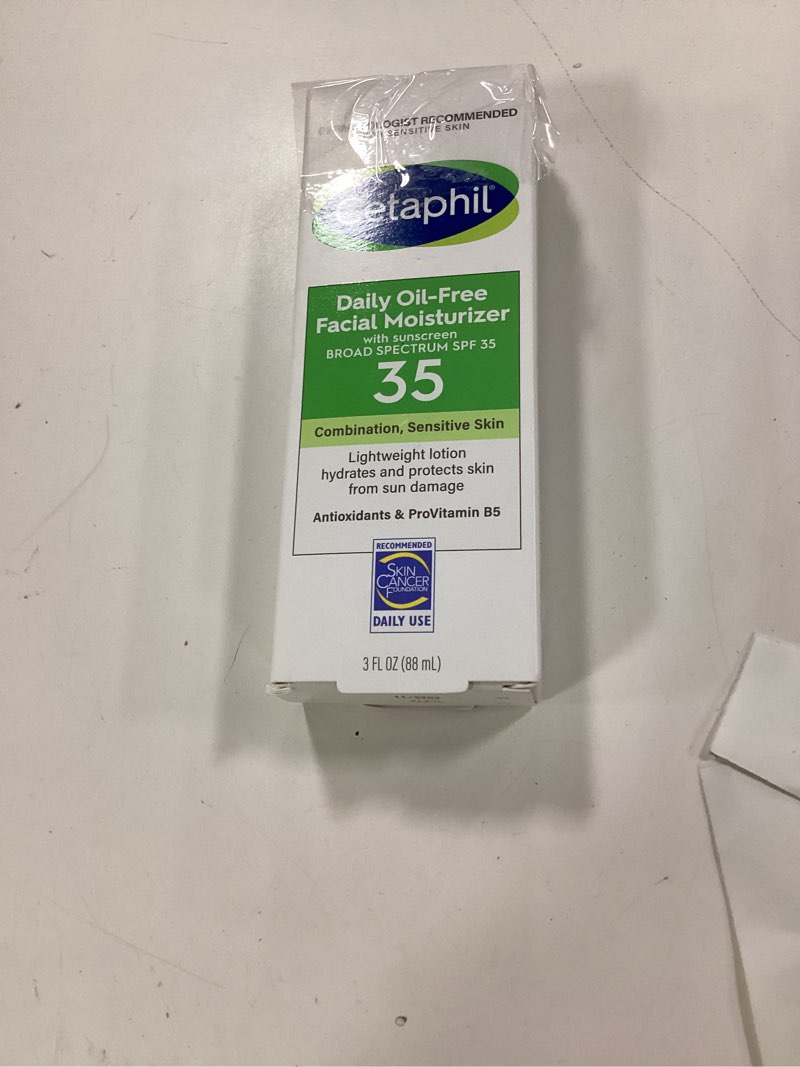 RECOMMENDED
SENSITIVE SKIN
Cetaphil®
Daily Oil-Free
Facial Moisturizer
with sunscreen
BROAD SPECTRUM SPF 35
35
Combination, Sensitive Skin
Lightweight lotion
hydrates and protects skin
from sun damage
Antioxidants & ProVitamin B5
RECOMMENDED
SKIN
CANCER
FOUNDATION
DAILY USE
3 FL OZ (88 mL)